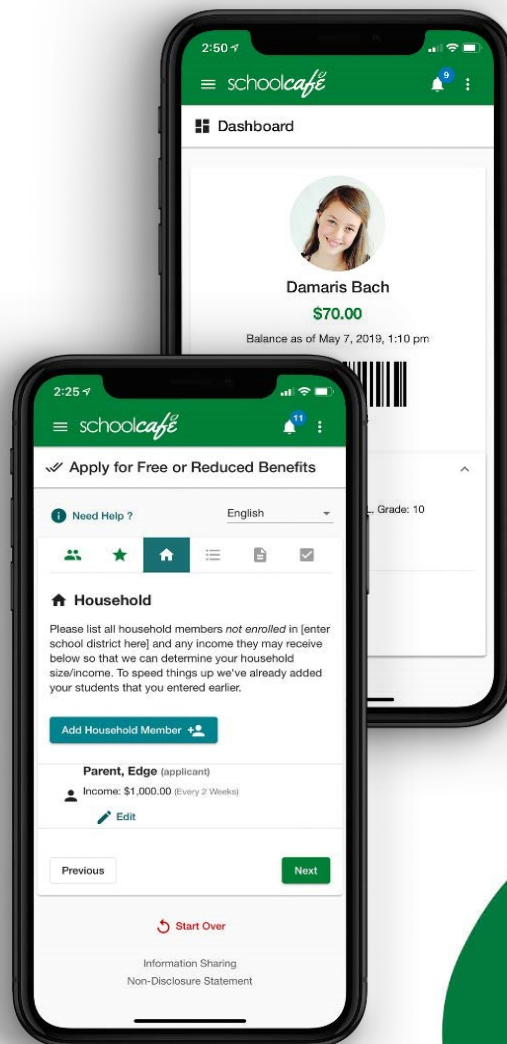 2:50
schoolcafé
9
Dashboard
Damaris Bach
$70.00
Balance as of May 7, 2019, 1:10 pm
Grade: 10
2:25
schoolcafé
11
Apply for Free or Reduced Benefits
Need Help ?
English
Household
Please list all household members not enrolled in [enter
school district here] and any income they may receive
below so that we can determine your household
size/income. To speed things up we've already added
your students that you entered earlier.
Add Household Member
Parent, Edge (applicant)
Income: $1,000.00 (Every 2 Weeks)
Edit
Previous
Next
Start Over
Information Sharing
Non-Disclosure Statement